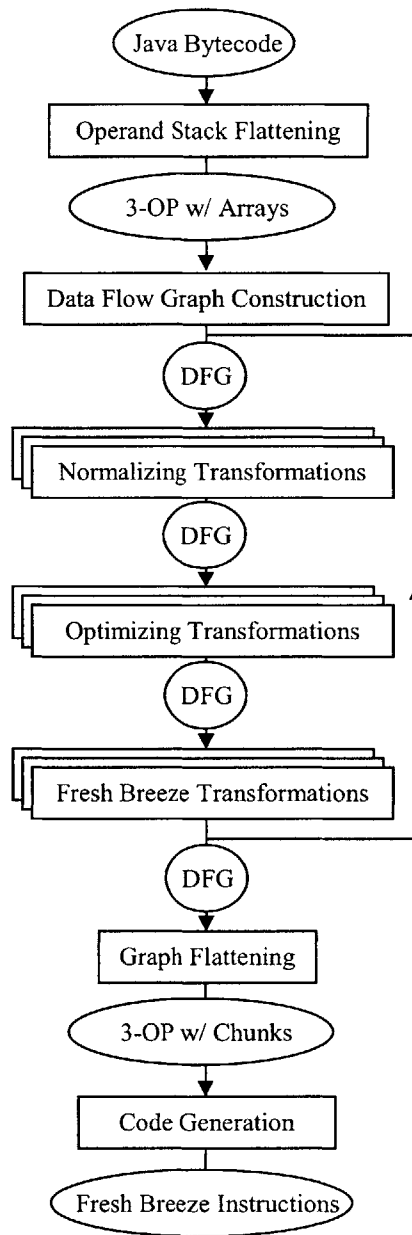 Java Bytecode
Operand Stack Flattening
3-OP w/ Arrays
Data Flow Graph Construction
DFG
Normalizing Transformations
DFG
Optimizing Transformations
DFG
Fresh Breeze Transformations
DFG
Graph Flattening
3-OP w/ Chunks
Code Generation
Fresh Breeze Instructions